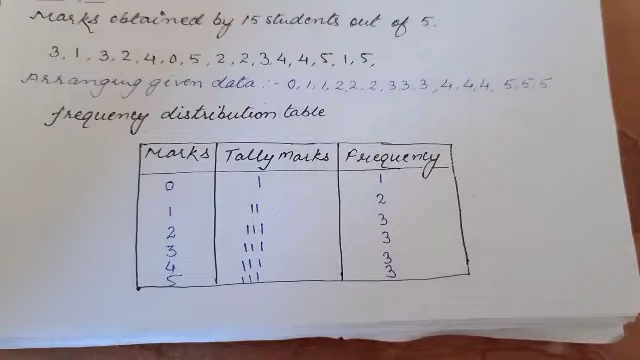 Marks obtained by 15 students out of 5.
3, 1, 3, 2, 4, 0, 5, 2, 2, 3, 4, 4, 5, 1, 5,
Arranging given data :- 0, 1, 1, 2, 2, 2, 3 3. 3, 4, 4, 4, 5, 5, 5
frequency distribution table
Marks Tally marks Frequency
0 | 1
1 || 2
2 ||| 3
3 ||| 3
4 ||| 3
5 ||| 3